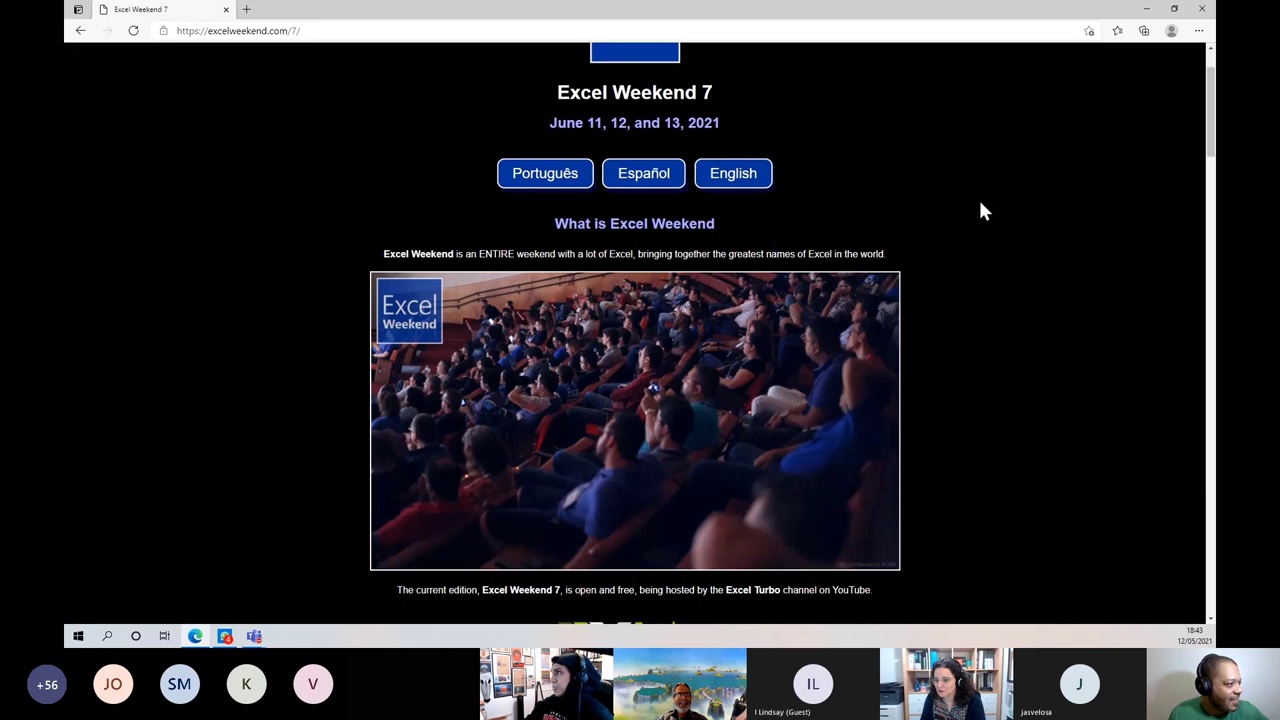 Excel Weekend 7
https://excelweekend.com/7/
Excel Weekend 7
June 11, 12, and 13, 2021
Português Español English
What is Excel Weekend
Excel Weekend is an ENTIRE weekend with a lot of Excel, bringing together the greatest names of Excel in the world.
Excel
Weekend
The current edition, Excel Weekend 7, is open and free, being hosted by the Excel Turbo channel on YouTube.
4
18:43
12/05/2021
+56 JO SM K V IL J
I Lindsay (Guest) jasvelosa